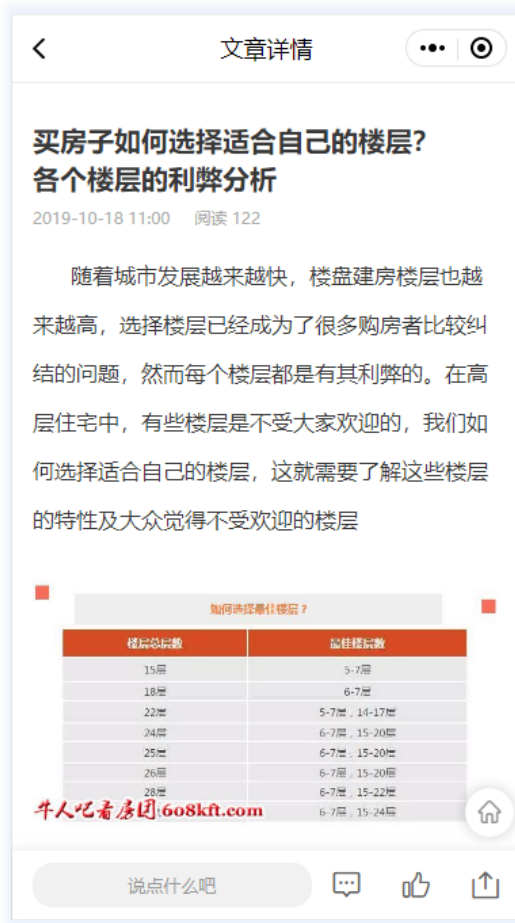 文章详情
买房子如何选择适合自己的楼层？
各个楼层的利弊分析
2019-10-18 11:00 阅读 122
随着城市发展越来越快，楼盘建房楼层也越
来越高，选择楼层已经成为了很多购房者比较纠
结的问题，然而每个楼层都是有其利弊的。在高
层住宅中，有些楼层是不受大家欢迎的，我们如
何选择适合自己的楼层，这就需要了解这些楼层
的特性及大众觉得不受欢迎的楼层
如何选择最佳楼层？
楼层总层数 最佳楼层数
15层 5-7层
18层 6-7层
22层 5-7层，14-17层
24层 6-7层，15-20层
25层 6-7层，15-20层
26层 6-7层，15-20层
28层 6-7层，15-22层
6-7层，15-24层
牛人吧看房团608kft.com
说点什么吧